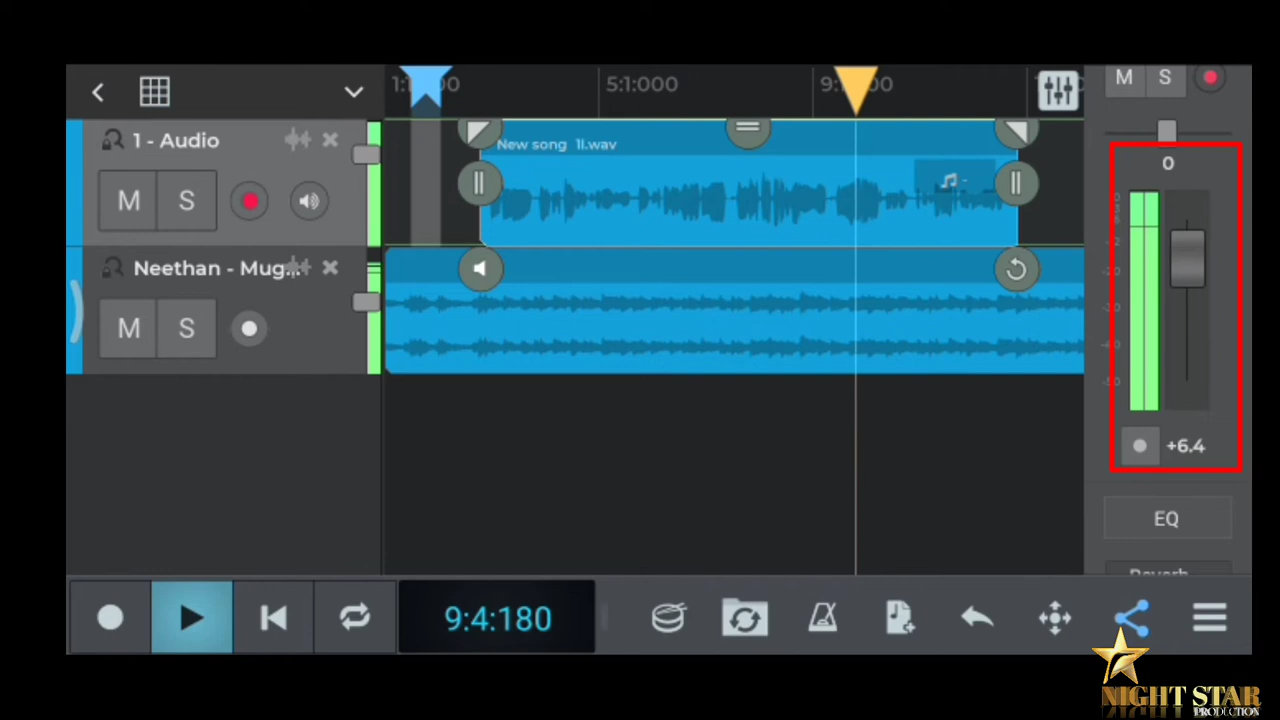 5:1:000
M S
1 - Audio
New song 1l.wav
0
M S
Neethan - Mug...
M S
+6.4
EQ
Reverb
9:4:180
NIGHT STAR
PRODUCTION